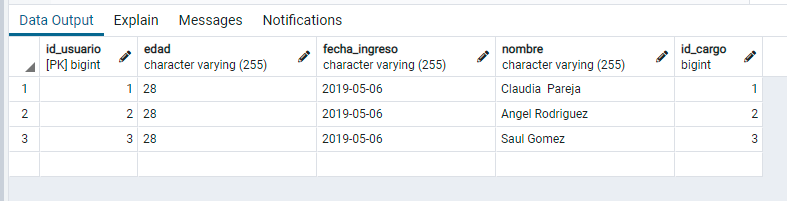 Data Output Explain Messages Notifications
id_usuario edad fecha_ingreso nombre id_cargo
[PK] bigint character varying (255) character varying (255) character varying (255) bigint
1 1 28 2019-05-06 Claudia  Pareja 1
2 2 28 2019-05-06 Angel Rodriguez 2
3 3 28 2019-05-06 Saul Gomez 3